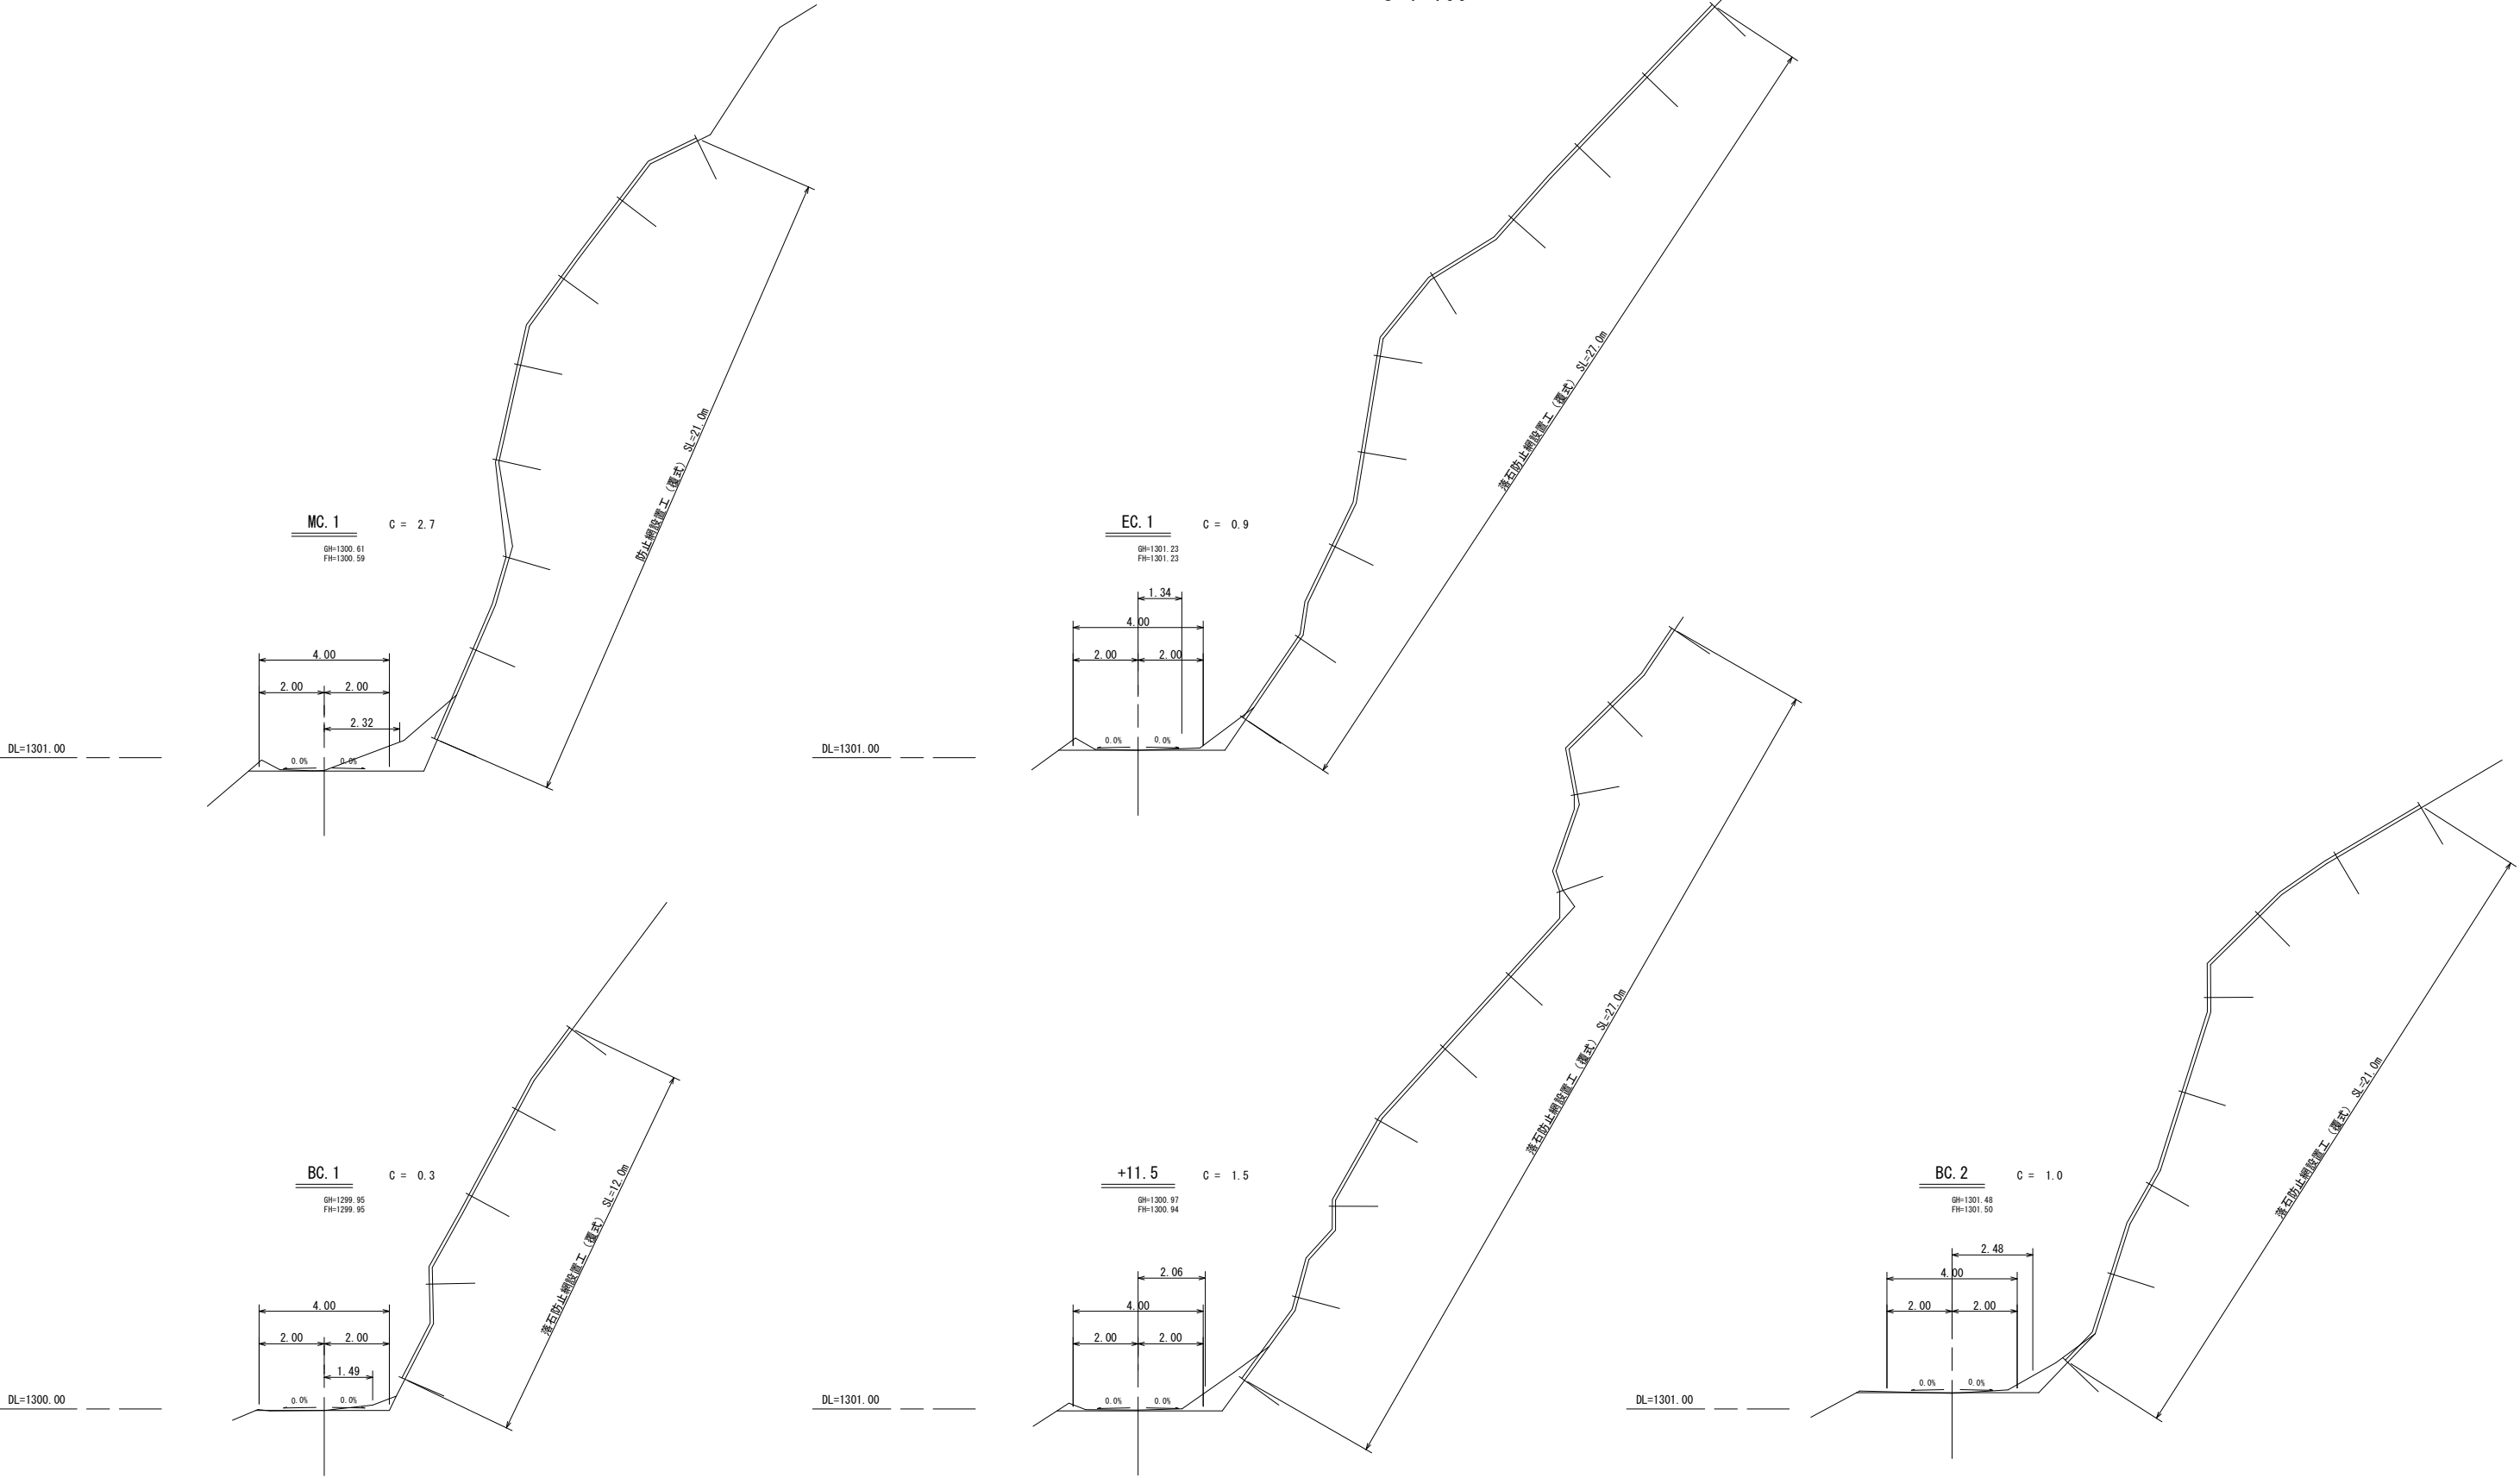 MC.1 C = 2.7
GH=1300.61
FH=1300.59
4.00
2.00 2.00
2.32
0.0% 0.0%
DL=1301.00
防止網設置工(覆式) SL=21.0m
EC.1 C = 0.9
GH=1301.23
FH=1301.23
1.34
4.00
2.00 2.00
0.0% 0.0%
DL=1301.00
落石防止網設置工(覆式) SL=27.0m
BC.1 C = 0.3
GH=1299.95
FH=1299.95
4.00
2.00 2.00
1.49
0.0% 0.0%
DL=1300.00
落石防止網設置工(覆式) SL=12.0m
+11.5 C = 1.5
GH=1300.97
FH=1300.94
2.06
4.00
2.00 2.00
0.0% 0.0%
DL=1301.00
落石防止網設置工(覆式) SL=27.0m
BC.2 C = 1.0
GH=1301.48
FH=1301.50
2.48
4.00
2.00 2.00
0.0% 0.0%
DL=1301.00
落石防止網設置工(覆式) SL=21.0m